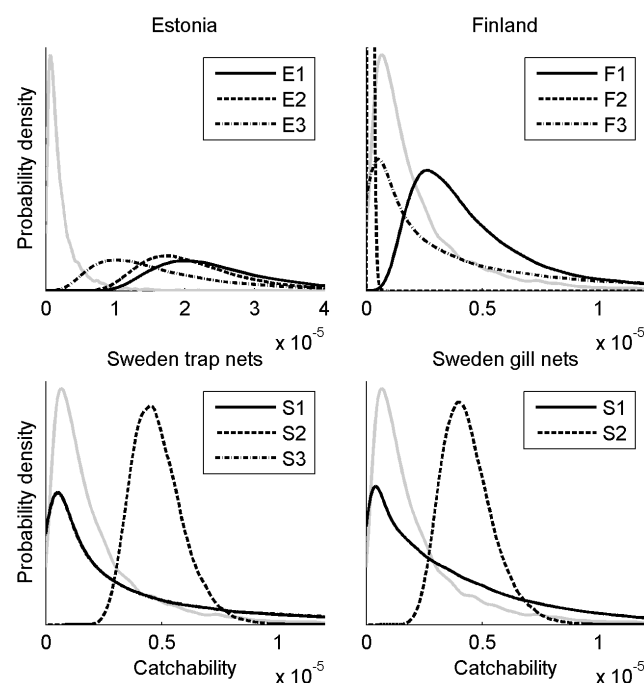 Estonia
Finland
E1
E2
E3
F1
F2
F3
Probability density
0 1 2 3 4
x 10-5
0 0.5 1
x 10-5
Sweden trap nets
Sweden gill nets
S1
S2
S3
S1
S2
Probability density
0 0.5 1
x 10-5
0 0.5 1
x 10-5
Catchability
Catchability